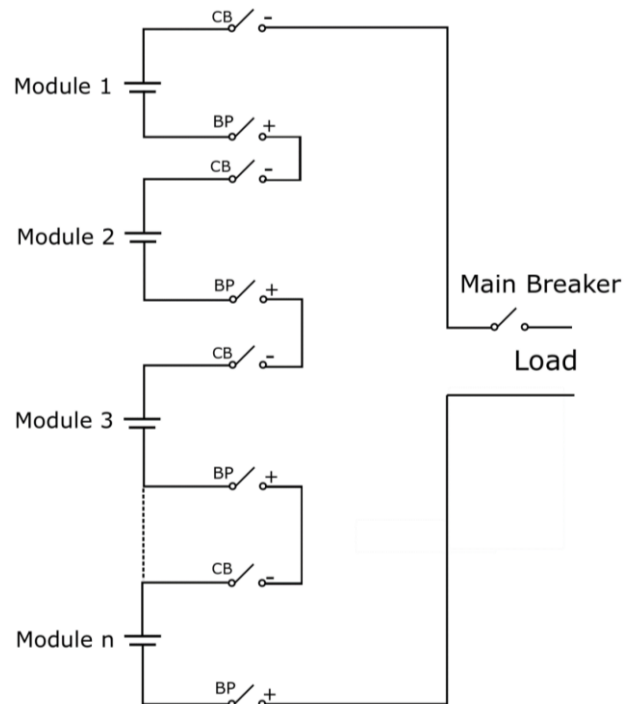 CB -
Module 1
BP +
CB -
Module 2
BP +
Main Breaker
CB -
Load
Module 3
BP +
CB -
Module n
BP +